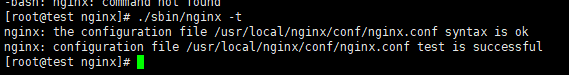 -bash: nginx: command not found
[root@test nginx]# ./sbin/nginx -t
nginx: the configuration file /usr/local/nginx/conf/nginx.conf syntax is ok
nginx: configuration file /usr/local/nginx/conf/nginx.conf test is successful
[root@test nginx]#